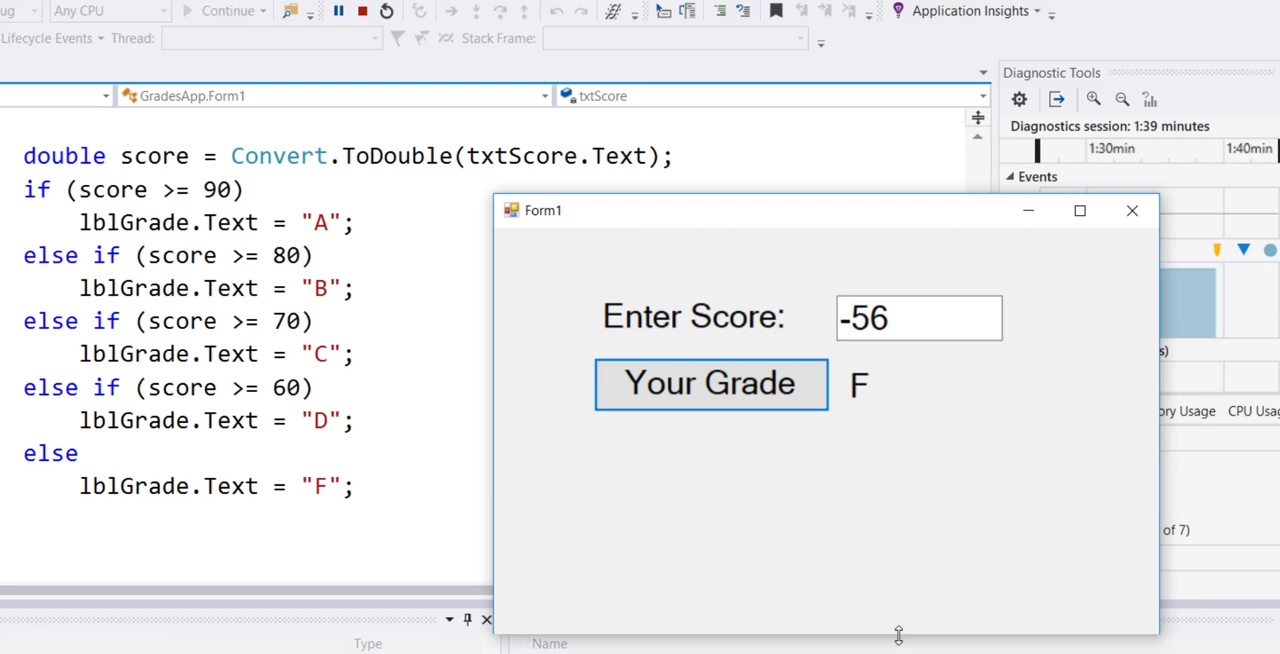 ug Any CPU Continue Application Insights
Lifecycle Events Thread: Stack Frame:
GradesApp.Form1 txtScore
double score = Convert.ToDouble(txtScore.Text);
if (score >= 90)
lblGrade.Text = "A";
else if (score >= 80)
lblGrade.Text = "B";
else if (score >= 70)
lblGrade.Text = "C";
else if (score >= 60)
lblGrade.Text = "D";
else
lblGrade.Text = "F";
Form1
Enter Score: -56
Your Grade F
Diagnostic Tools
Diagnostics session: 1:39 minutes
1:30min 1:40min
Events
s)
ory Usage CPU Usag
of 7)
Type Name